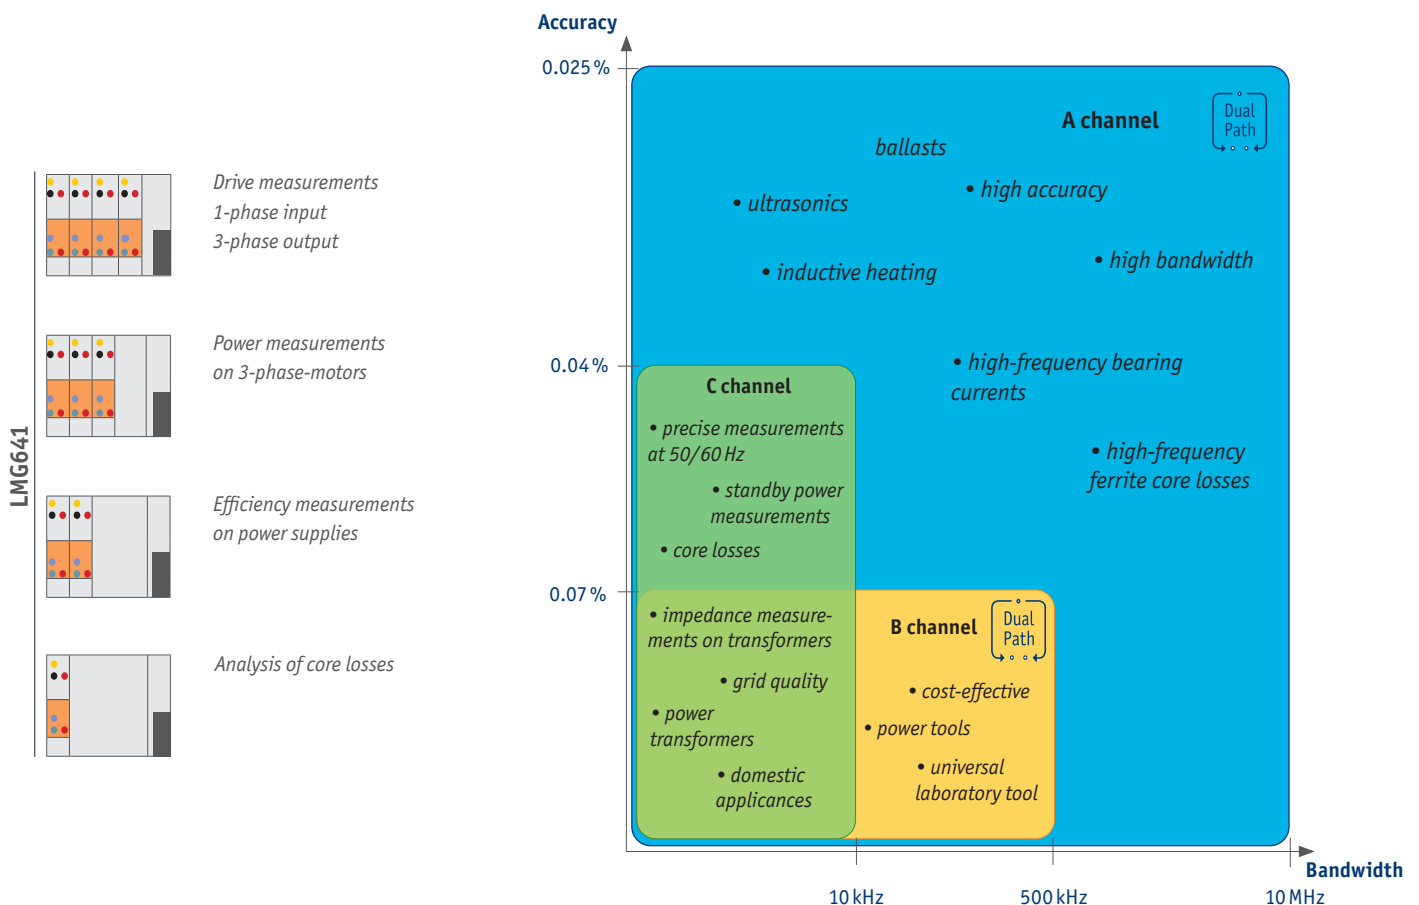 LMG641
Drive measurements
1-phase input
3-phase output
Power measurements
on 3-phase-motors
Efficiency measurements
on power supplies
Analysis of core losses
Accuracy
0.025 %
0.04 %
0.07 %
A channel
Dual
Path
ballasts
• high accuracy
• ultrasonics
• high bandwidth
• inductive heating
• high-frequency bearing
currents
• high-frequency
ferrite core losses
C channel
• precise measurements
at 50/60 Hz
• standby power
measurements
• core losses
• impedance measure-
ments on transformers
• grid quality
• power
transformers
• domestic
applicances
B channel
Dual
Path
• cost-effective
• power tools
• universal
laboratory tool
Bandwidth
10 kHz
500 kHz
10 MHz